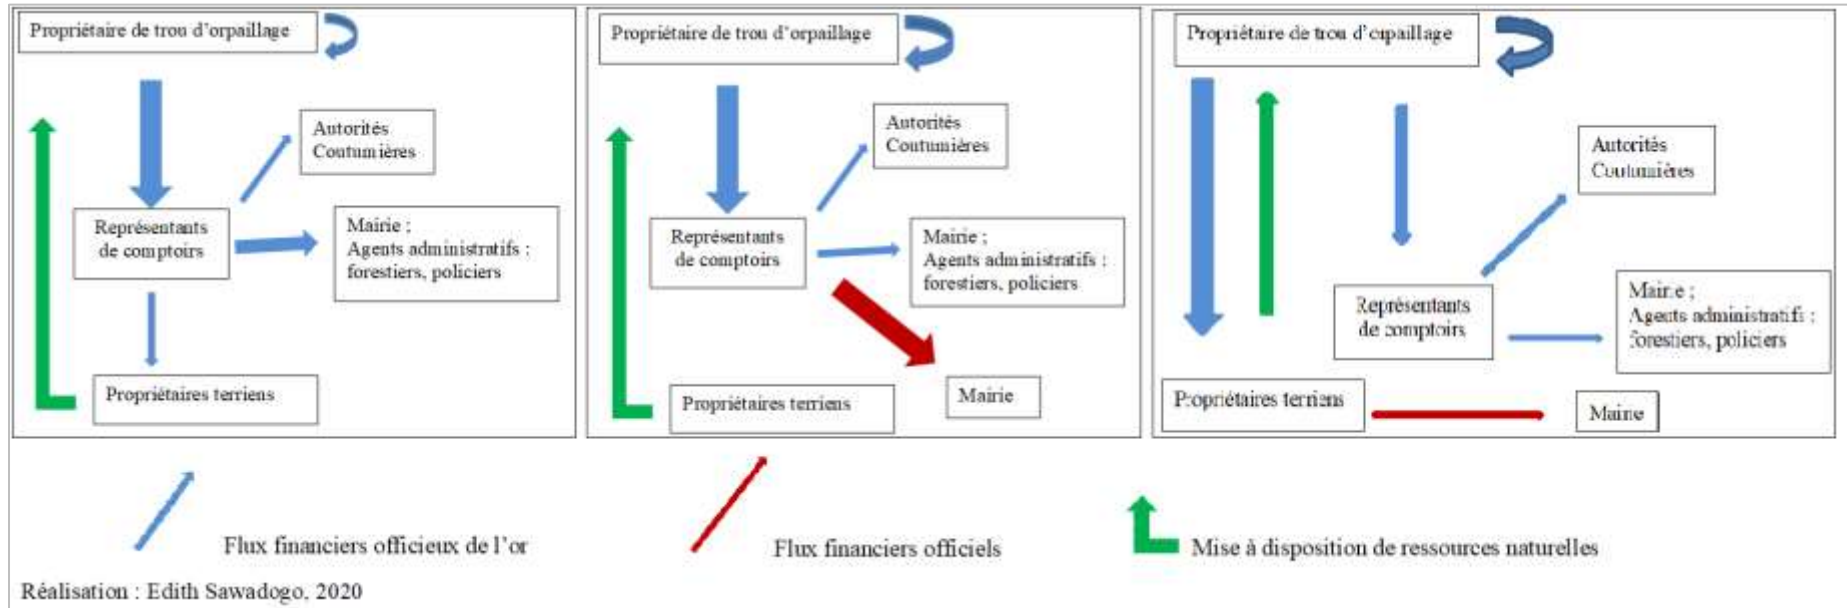 Propriétaire de trou d'orpaillage
Autorités
Coutumières
Représentants
de comptoirs
Mairie ;
Agents administratifs :
forestiers, policiers
Propriétaires terriens
Propriétaire de trou d'orpaillage
Autorités
Coutumières
Représentants
de comptoirs
Mairie ;
Agents administratifs :
forestiers, policiers
Mairie
Propriétaires terriens
Propriétaire de trou d'orpaillage
Autorités
Coutumières
Représentants
de comptoirs
Mairie ;
Agents administratifs :
forestiers, policiers
Propriétaires terriens
Mairie
Flux financiers officieux de l'or
Flux financiers officiels
Mise à disposition de ressources naturelles
Réalisation : Edith Sawadogo, 2020